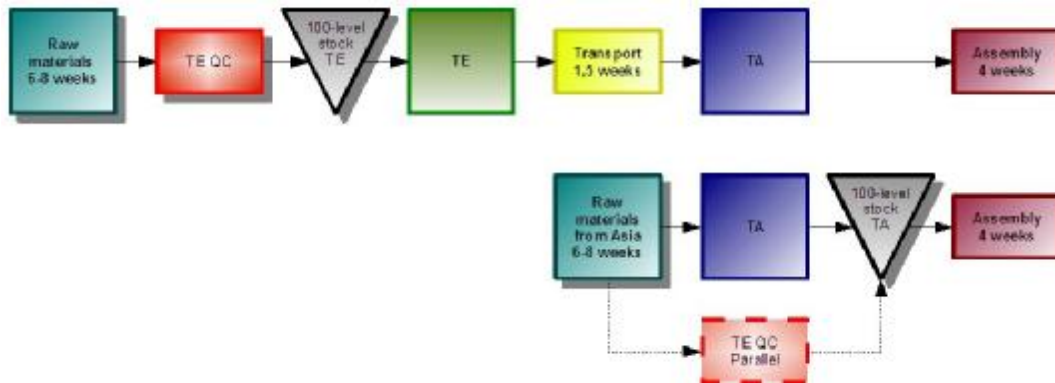 Raw
materials
6-8 weeks
TE QC
100-level
stock
TE
TE
Transport
1,5 weeks
TA
Assembly
4 weeks
Raw
materials
from Asia
6-8 weeks
TA
100-level
stock
TA
Assembly
4 weeks
TE QC
Parallel